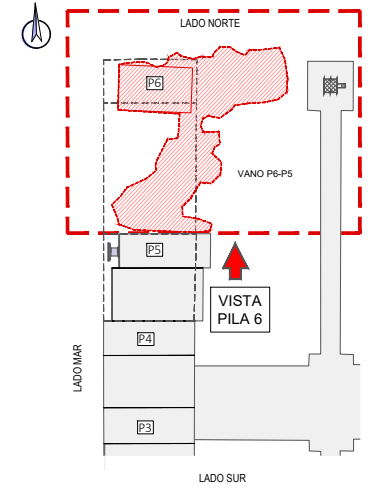 LADO NORTE
P6
VANO P6-P5
P5
VISTA
PILA 6
P4
LADO MAR
P3
LADO SUR